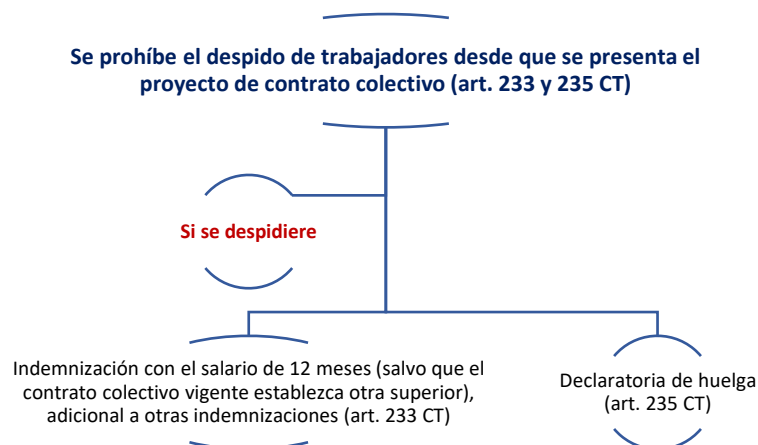 Se prohíbe el despido de trabajadores desde que se presenta el
proyecto de contrato colectivo (art. 233 y 235 CT)
Si se despidiere
Indemnización con el salario de 12 meses (salvo que el
contrato colectivo vigente establezca otra superior),
adicional a otras indemnizaciones (art. 233 CT)
Declaratoria de huelga
(art. 235 CT)